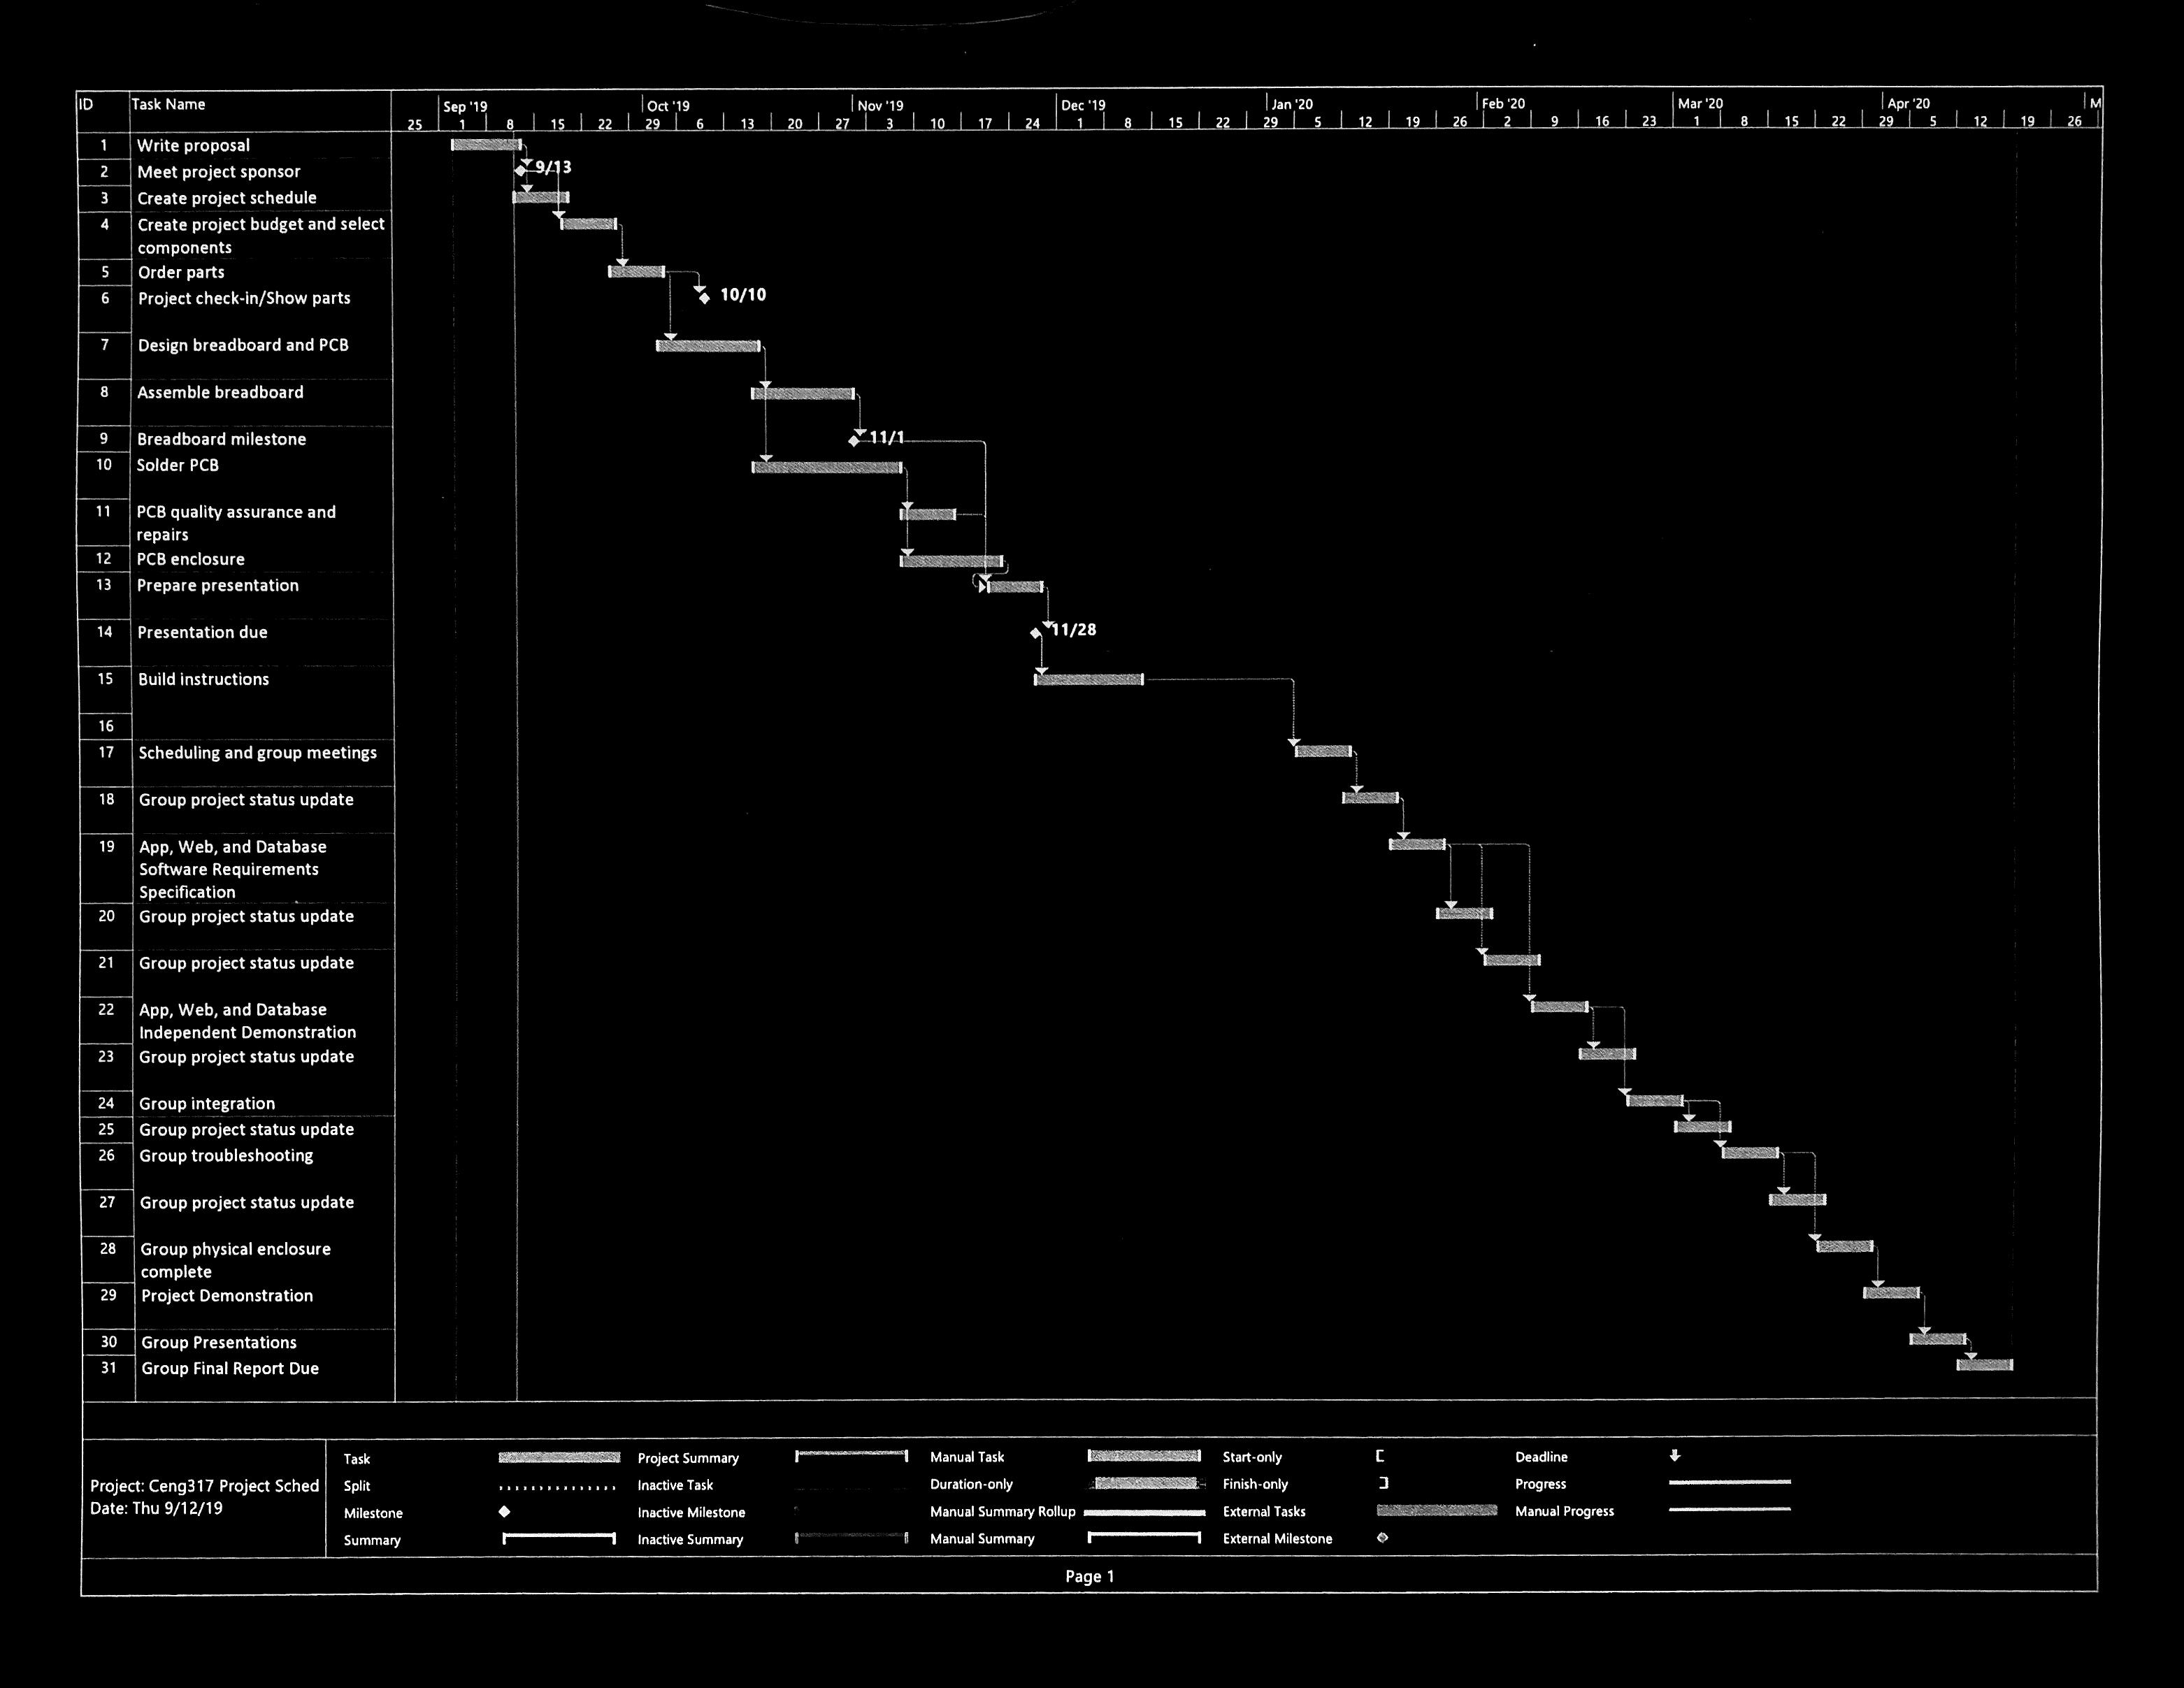 ID Task Name Sep '19 Oct '19 Nov '19 Dec '19 Jan '20 Feb '20 Mar '20 Apr '20 M
25 1 8 15 22 29 6 13 20 27 3 10 17 24 1 8 15 22 29 5 12 19 26 2 9 16 23 1 8 15 22 29 5 12 19 26
1 Write proposal
2 Meet project sponsor 9/13
3 Create project schedule
4 Create project budget and select
components
5 Order parts
6 Project check-in/Show parts 10/10
7 Design breadboard and PCB
8 Assemble breadboard
9 Breadboard milestone 11/1
10 Solder PCB
11 PCB quality assurance and
repairs
12 PCB enclosure
13 Prepare presentation
14 Presentation due 11/28
15 Build instructions
16
17 Scheduling and group meetings
18 Group project status update
19 App, Web, and Database
Software Requirements
Specification
20 Group project status update
21 Group project status update
22 App, Web, and Database
Independent Demonstration
23 Group project status update
24 Group integration
25 Group project status update
26 Group troubleshooting
27 Group project status update
28 Group physical enclosure
complete
29 Project Demonstration
30 Group Presentations
31 Group Final Report Due
Project: Ceng317 Project Sched
Date: Thu 9/12/19
Task Project Summary Manual Task Start-only Deadline
Split Inactive Task Duration-only Finish-only Progress
Milestone Inactive Milestone Manual Summary Rollup External Tasks Manual Progress
Summary Inactive Summary Manual Summary External Milestone
Page 1